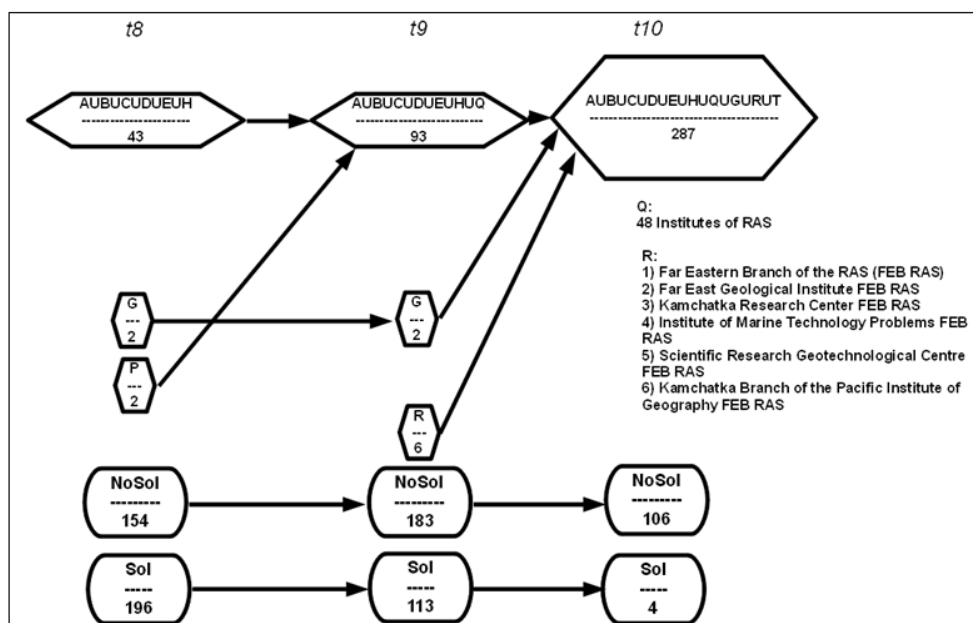 t8
t9
t10
AUBUCUDUEUH
-----------------------
43
AUBUCUDUEUHUQ
---------------------------
93
AUBUCUDUEUHUQUGURUT
-----------------------------------------
287
Q:
48 Institutes of RAS
R:
1) Far Eastern Branch of the RAS (FEB RAS)
2) Far East Geological Institute FEB RAS
3) Kamchatka Research Center FEB RAS
4) Institute of Marine Technology Problems FEB
RAS
5) Scientific Research Geotechnological Centre
FEB RAS
6) Kamchatka Branch of the Pacific Institute of
Geography FEB RAS
G
---
2
G
---
2
P
---
2
R
---
6
NoSol
---------
154
NoSol
---------
183
NoSol
---------
106
Sol
-----
196
Sol
-----
113
Sol
-----
4